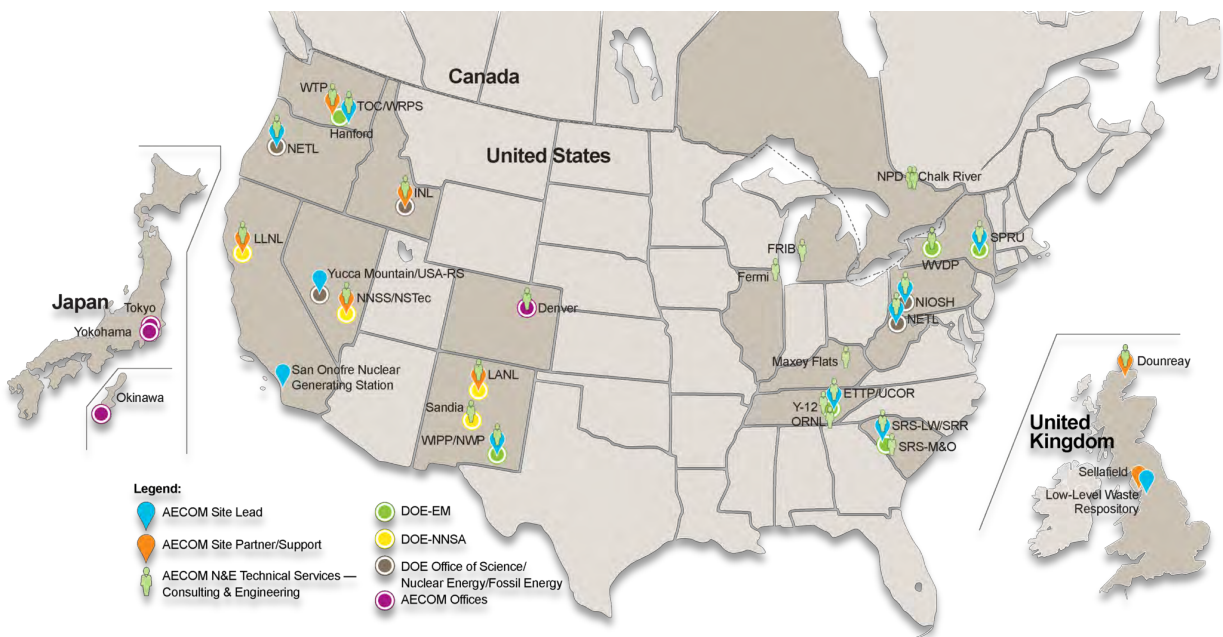 Canada
WTP
TOC/WRPS
Hanford
NETL
United States
NPD
Chalk River
INL
LLNL
FRIB
SPRU
WVDP
Fermi
Yucca Mountain/USA-RS
NNSS/NSTec
Denver
NIOSH
NETL
Japan
Tokyo
Yokohama
Maxey Flats
Dounreay
San Onofre Nuclear
Generating Station
LANL
Okinawa
Sandia
ETTP/UCOR
Y-12
ORNL
WIPP/NWP
SRS-LW/SRR
SRS-M&O
United
Kingdom
Sellafield
Low-Level Waste
Respository
Legend:
AECOM Site Lead
AECOM Site Partner/Support
AECOM N&E Technical Services —
Consulting & Engineering
DOE-EM
DOE-NNSA
DOE Office of Science/
Nuclear Energy/Fossil Energy
AECOM Offices